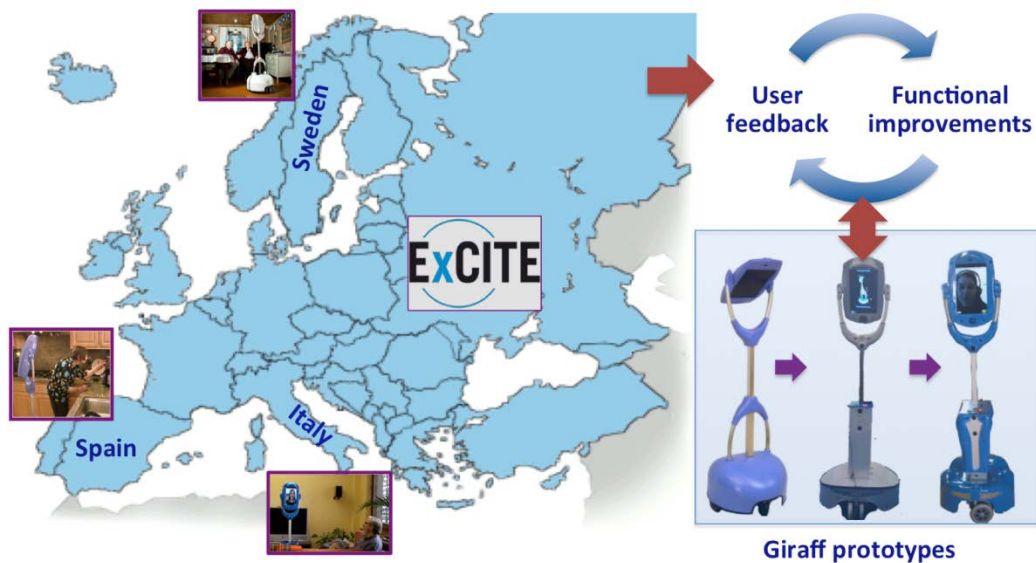 Sweden
ExCITE
Spain
Italy
User
feedback
Functional
improvements
Giraff prototypes